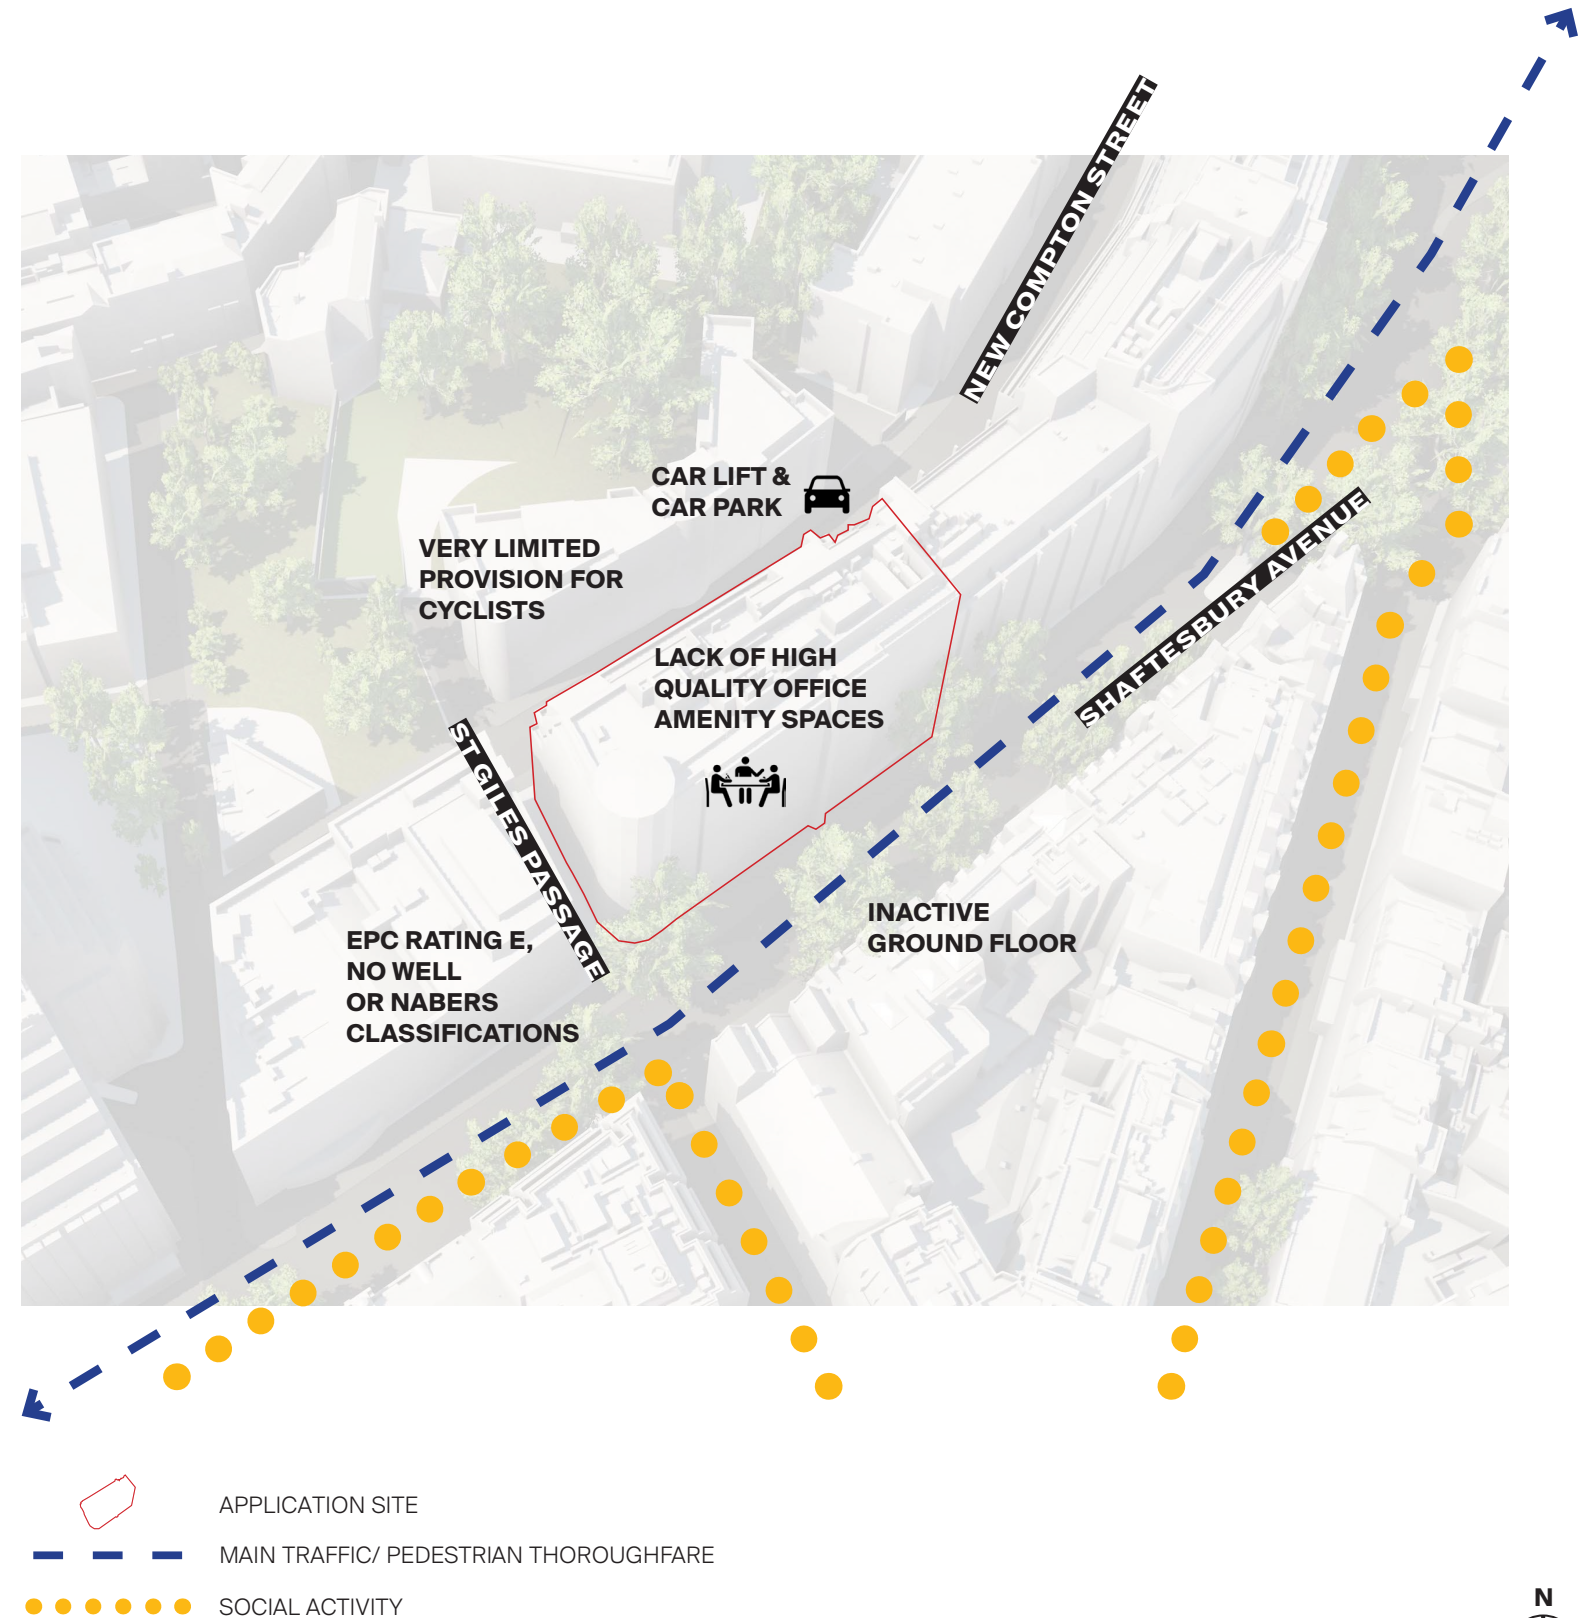 NEW COMPTON STREET
CAR LIFT &
CAR PARK
VERY LIMITED
PROVISION FOR
CYCLISTS
SHAFTESBURY AVENUE
LACK OF HIGH
QUALITY OFFICE
AMENITY SPACES
ST GILES PASSAGE
INACTIVE
GROUND FLOOR
EPC RATING E,
NO WELL
OR NABERS
CLASSIFICATIONS
APPLICATION SITE
MAIN TRAFFIC/ PEDESTRIAN THOROUGHFARE
SOCIAL ACTIVITY
N